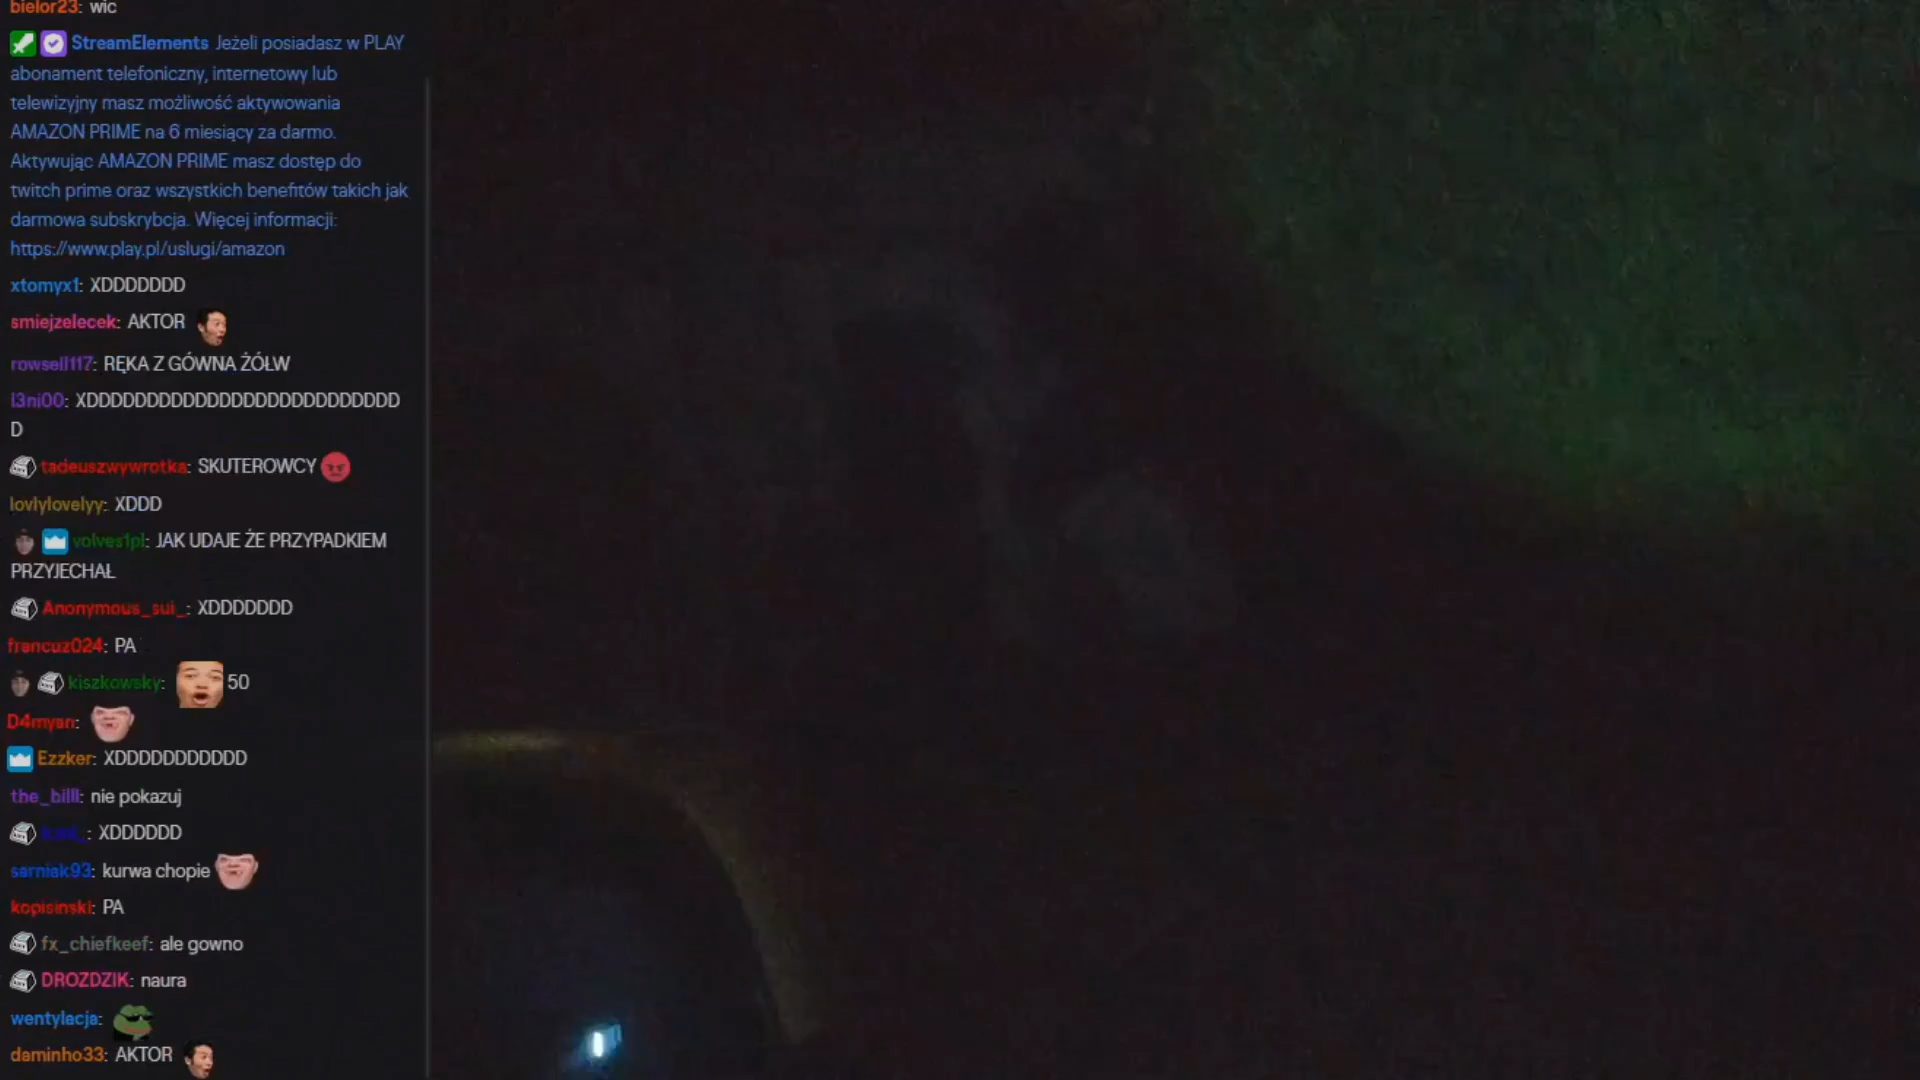 bielor23: wic
StreamElements Jeżeli posiadasz w PLAY
abonament telefoniczny, internetowy lub
telewizyjny masz możliwość aktywowania
AMAZON PRIME na 6 miesiący za darmo.
Aktywując AMAZON PRIME masz dostęp do
twitch prime oraz wszystkich benefitów takich jak
darmowa subskrybcja. Więcej informacji:
https://www.play.pl/uslugi/amazon
xtomyx1: XDDDDDDD
smiejzelecek: AKTOR
rowsell117: RĘKA Z GÓWNA ŻÓŁW
l3ni00: XDDDDDDDDDDDDDDDDDDDDDDDDDD
D
tadeuszwywrotka: SKUTEROWCY
lovlylovelyy: XDDD
volves1pl: JAK UDAJE ŻE PRZYPADKIEM
PRZYJECHAŁ
Anonymous_sui_: XDDDDDDD
francuz024: PA
kiszkowsky: 50
D4myan:
Ezzker: XDDDDDDDDDDD
the_billl: nie pokazuj
: XDDDDDD
sarniak93: kurwa chopie
kopisinski: PA
fx_chiefkeef: ale gowno
DROZDZIK: naura
wentylacja:
daminho33: AKTOR